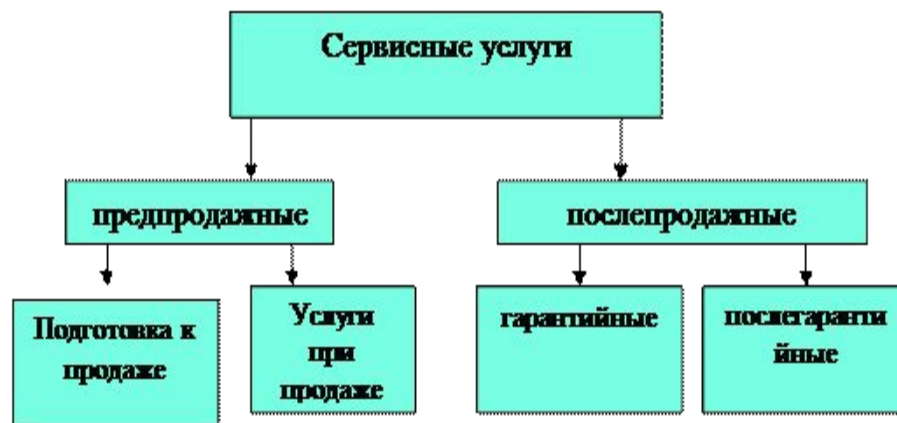 Сервисные услуги
предпродажные
послепродажные
Подготовка к
продаже
Услуги
при
продаже
гарантийные
послегаранти
йные